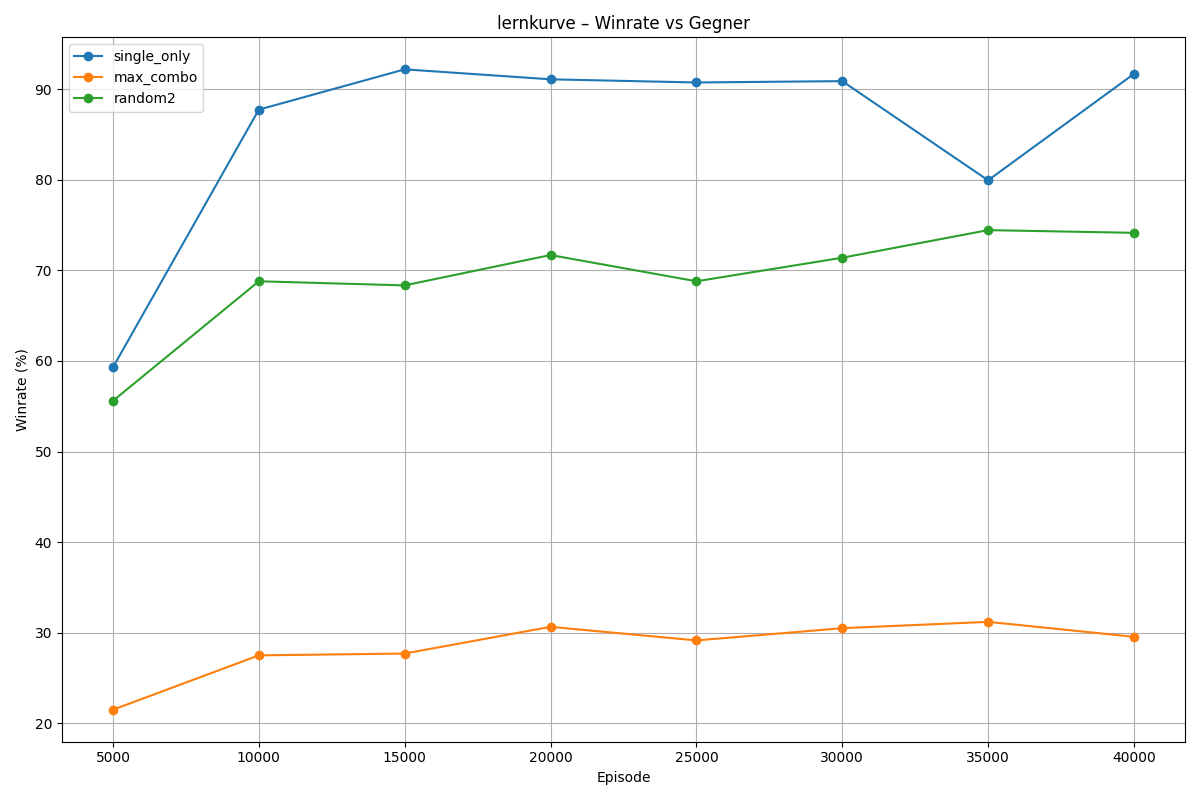 lernkurve – Winrate vs Gegner
single_only
max_combo
random2
Winrate (%)
90
80
70
60
50
40
30
20
5000 10000 15000 20000 25000 30000 35000 40000
Episode